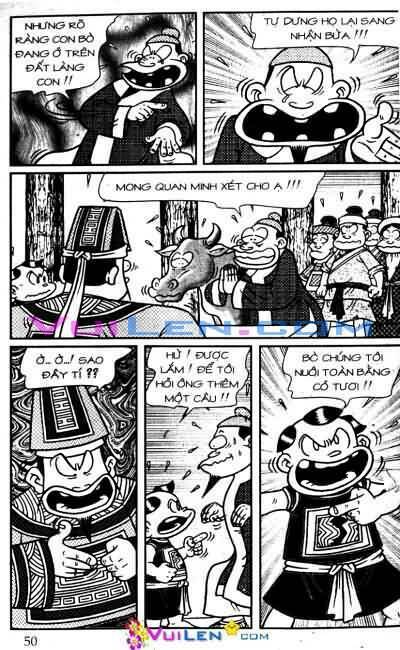 NHƯNG RÕ
RÀNG CON BÒ
ĐANG Ở TRÊN
ĐẤT LÀNG
CON !!
TỰ DƯNG HỌ LẠI SANG
NHẬN BỪA !!!
MONG QUAN MINH XÉT CHO Ạ !!!
VUILEN.COM
Ờ.. Ờ..! SAO
ĐÂY TÍ ??
HỪ ! ĐƯỢC
LẮM ! ĐỂ TÔI
HỎI ÔNG THÊM
MỘT CÂU !!
BÒ CHÚNG TÔI
NUÔI TOÀN BẰNG
CỎ TƯƠI !
50
VUILEN.COM